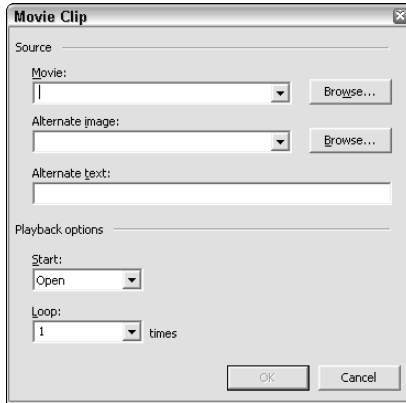 Movie Clip
Source
Movie:
Browse...
Alternate image:
Browse...
Alternate text:
Playback options
Start:
Open
Loop:
1 times
OK Cancel